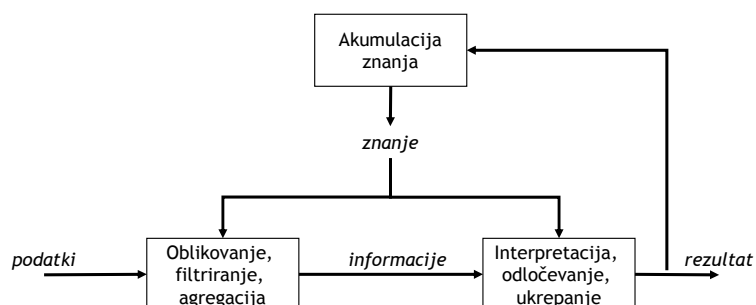 Akumulacija
znanja
znanje
podatki
Oblikovanje,
filtriranje,
agregacija
informacije
Interpretacija,
odločevanje,
ukrepanje
rezultat